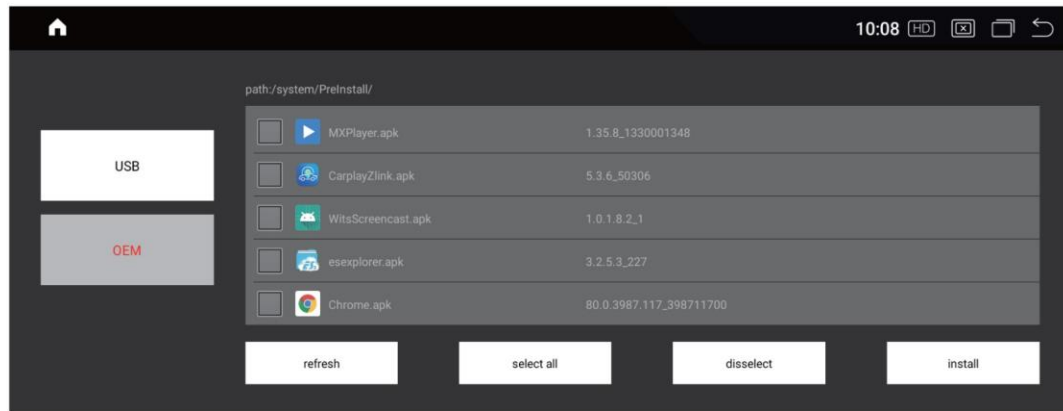 10:08 HD
path:/system/PreInstall/
USB
OEM
MXPlayer.apk 1.35.8_1330001348
CarplayZlink.apk 5.3.6_50306
WitsScreencast.apk 1.0.1.8.2_1
esexplorer.apk 3.2.5.3_227
Chrome.apk 80.0.3987.117_398711700
refresh select all disselect install